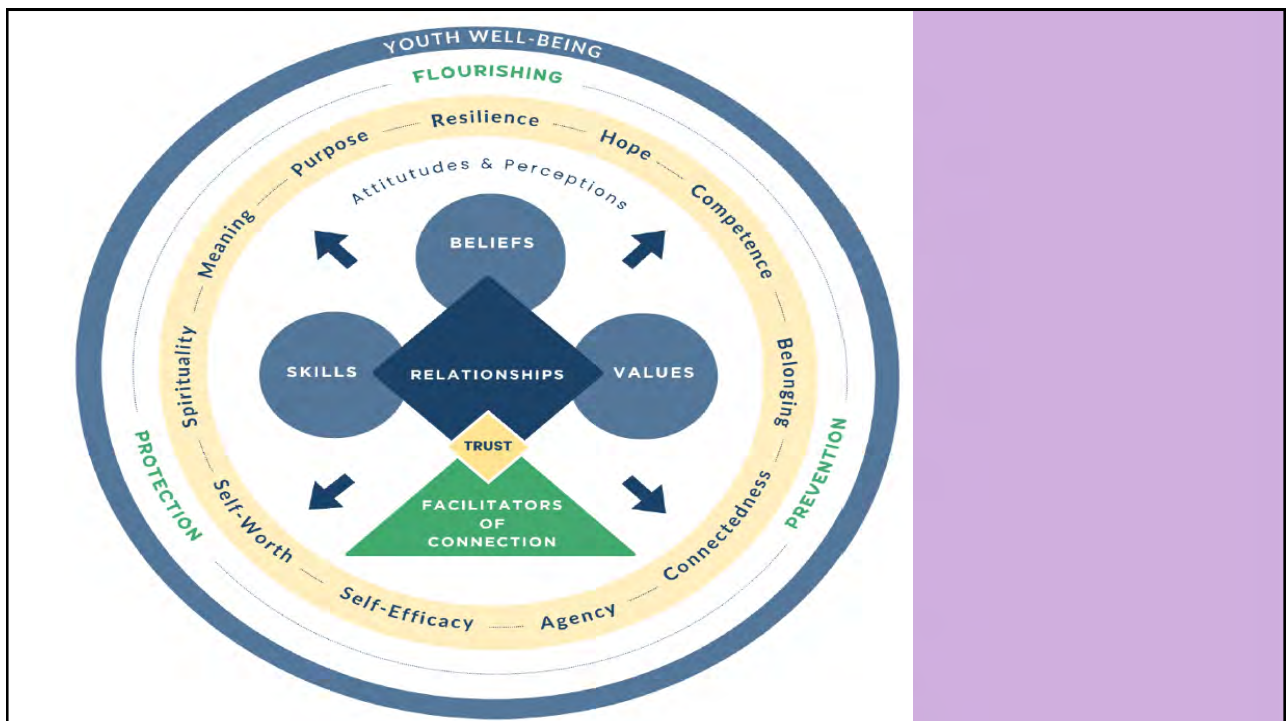 YOUTH WELL-BEING
FLOURISHING
Resilience
Hope
Competence
Belonging
Connectedness
Agency
Self-Efficacy
Self-Worth
Spirituality
Meaning
Purpose
PROTECTION
PREVENTION
Attitutudes & Perceptions
BELIEFS
SKILLS
RELATIONSHIPS
VALUES
TRUST
FACILITATORS
OF
CONNECTION